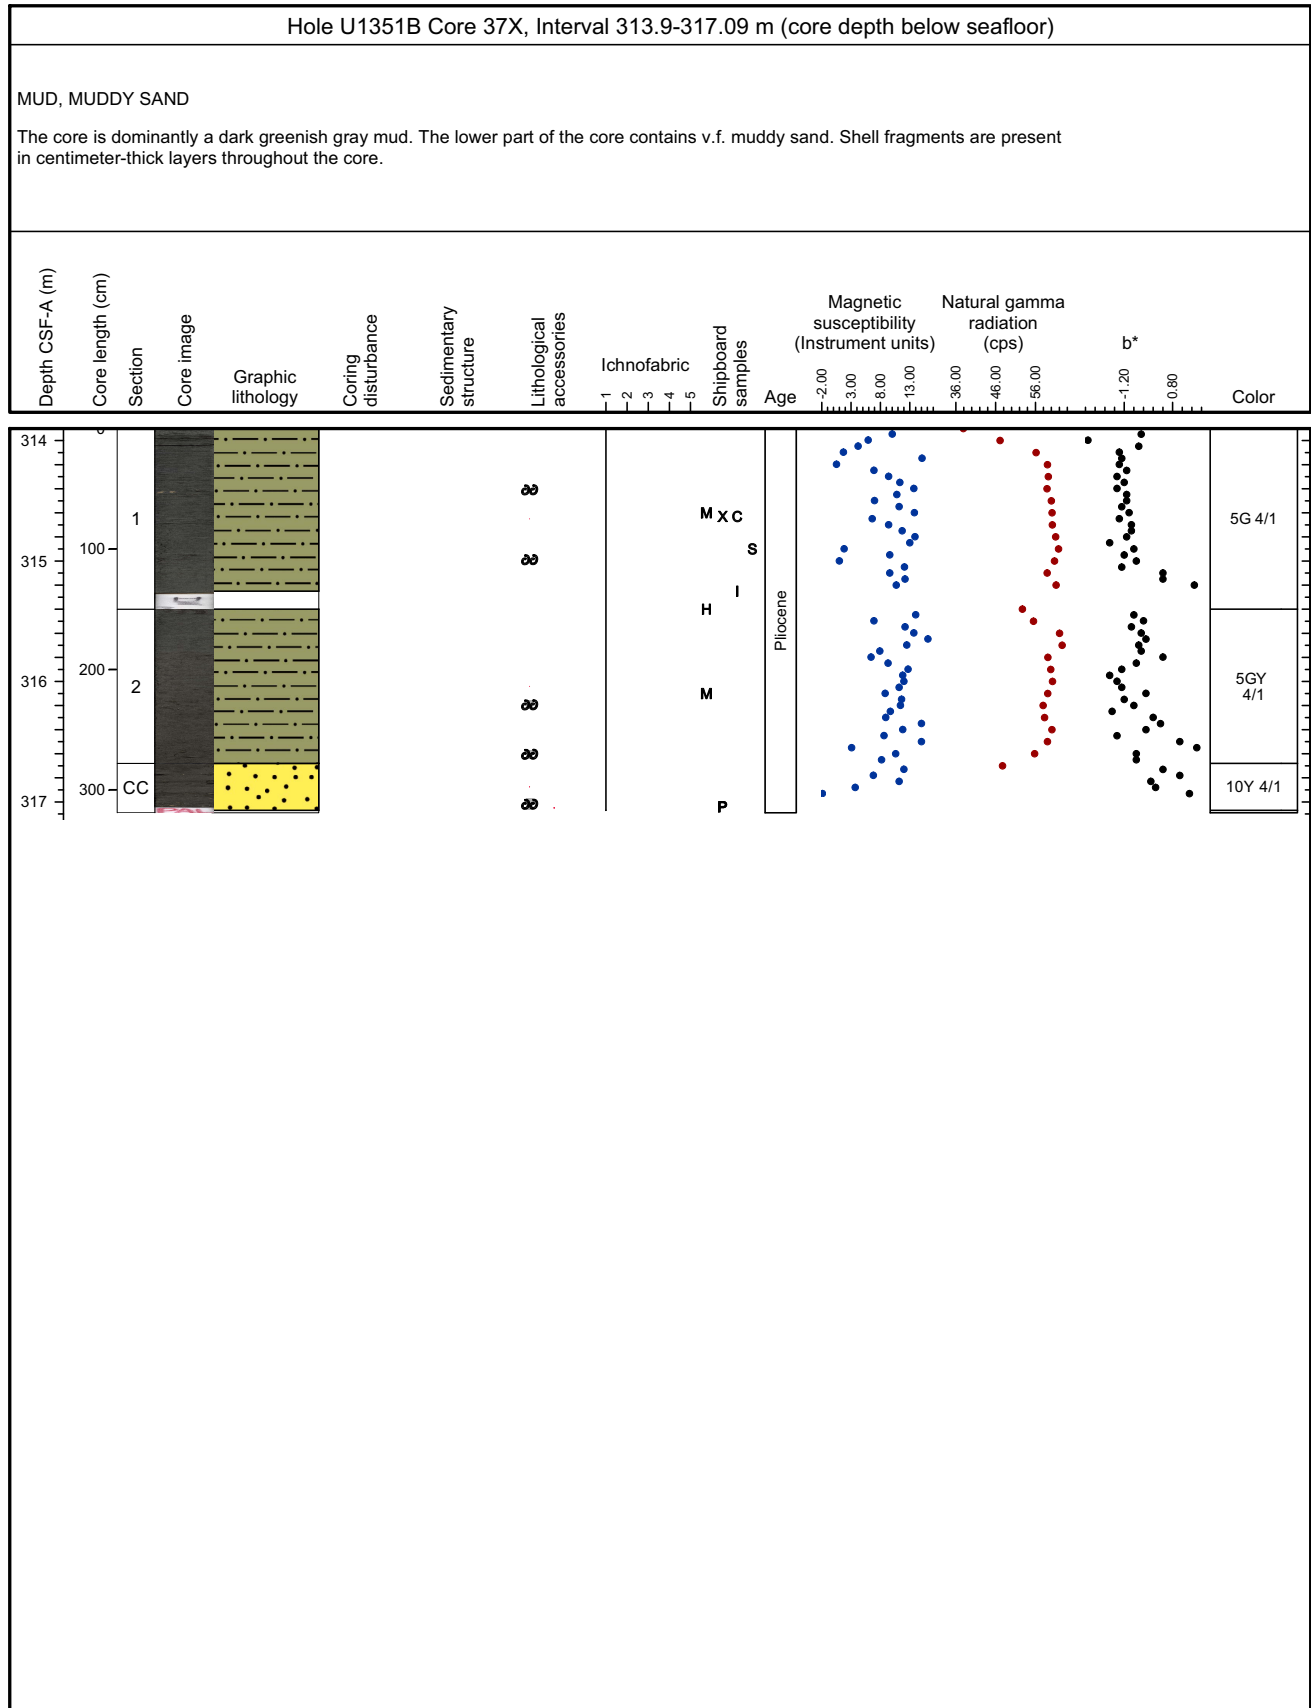 Hole U1351B Core 37X, Interval 313.9-317.09 m (core depth below seafloor)
MUD, MUDDY SAND
The core is dominantly a dark greenish gray mud. The lower part of the core contains v.f. muddy sand. Shell fragments are present
in centimeter-thick layers throughout the core.
Depth CSF-A (m)
Core length (cm)
Section
Core image
Graphic
lithology
Coring
disturbance
Sedimentary
structure
Lithological
accessories
Ichnofabric
1 2 3 4 5
Shipboard
samples
Age
Magnetic
susceptibility
(Instrument units)
-2.00 3.00 8.00 13.00
Natural gamma
radiation
(cps)
36.00 46.00 56.00
b*
-1.20 0.80
Color
314
315
316
317
0
100
200
300
1
2
CC
M X C
S
I
H
M
P
Pliocene
5G 4/1
5GY
4/1
10Y 4/1